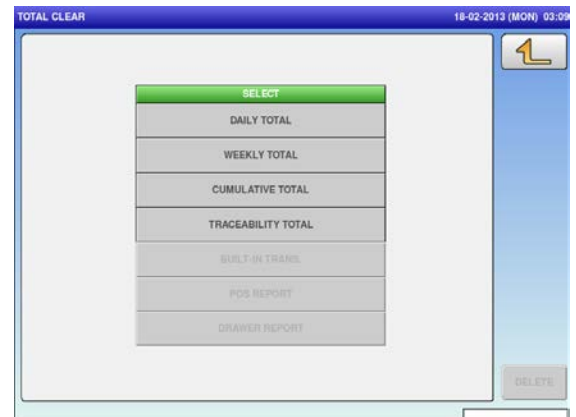 TOTAL CLEAR 18-02-2013 (MON) 03:09
SELECT
DAILY TOTAL
WEEKLY TOTAL
CUMULATIVE TOTAL
TRACEABILITY TOTAL
BUILT-IN TRANS.
POS REPORT
DRAWER REPORT
DELETE